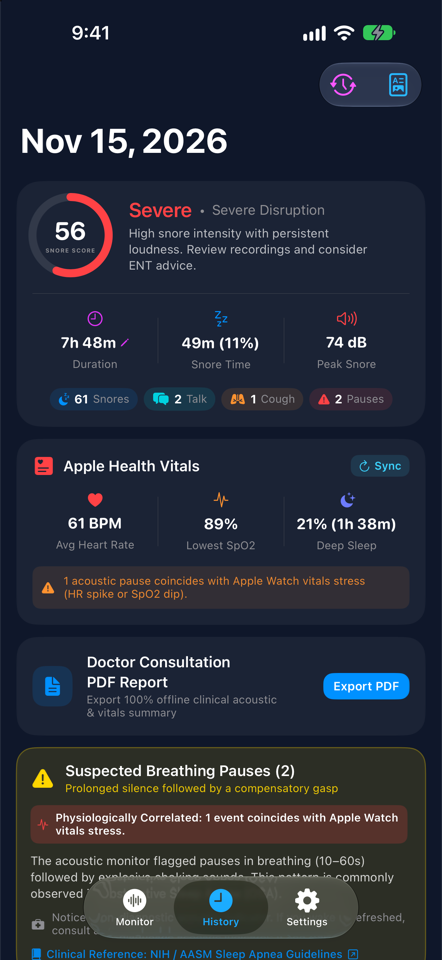 9:41
Nov 15, 2026
56
SNORE SCORE
Severe • Severe Disruption
High snore intensity with persistent
loudness. Review recordings and consider
ENT advice.
7h 48m
Duration
49m (11%)
Snore Time
74 dB
Peak Snore
61 Snores
2 Talk
1 Cough
2 Pauses
Apple Health Vitals
Sync
61 BPM
Avg Heart Rate
89%
Lowest SpO2
21% (1h 38m)
Deep Sleep
1 acoustic pause coincides with Apple Watch vitals stress
(HR spike or SpO2 dip).
Doctor Consultation
PDF Report
Export 100% offline clinical acoustic
& vitals summary
Export PDF
Suspected Breathing Pauses (2)
Prolonged silence followed by a compensatory gasp
Physiologically Correlated: 1 event coincides with Apple Watch
vitals stress.
The acoustic monitor flagged pauses in breathing (10–60s)
followed by explosive choking sounds. This pattern is commonly
observed
Notice
consult
Monitor
History
Settings
Clinical Reference: NIH / AASM Sleep Apnea Guidelines